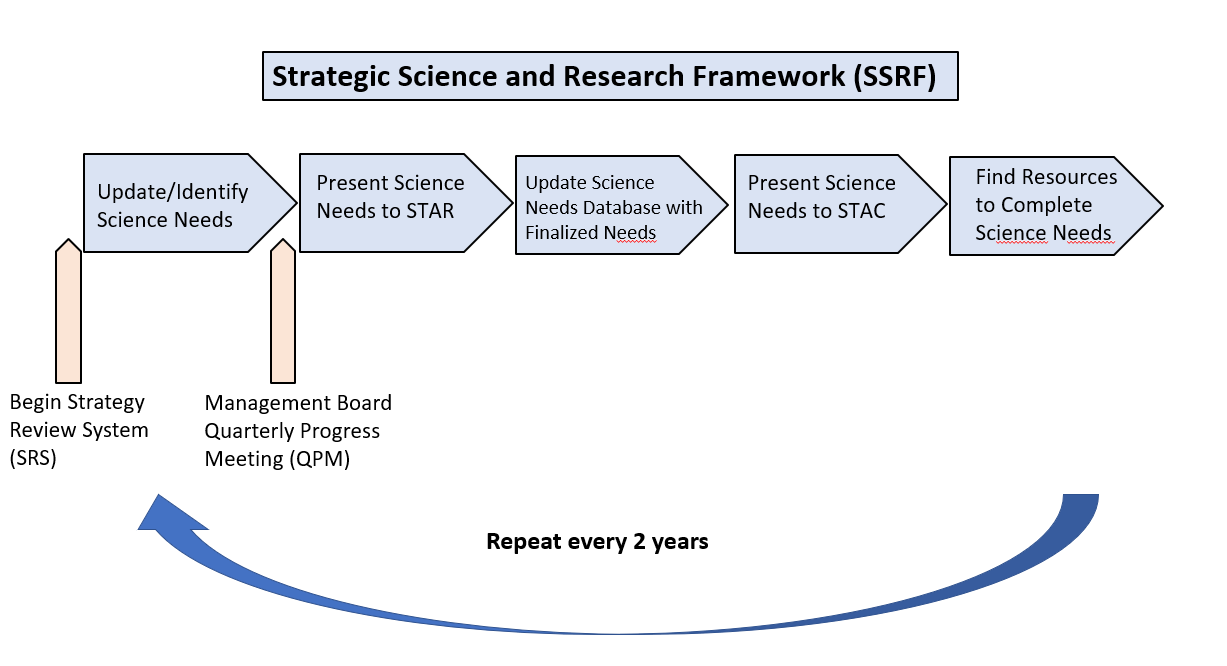 Strategic Science and Research Framework (SSRF)
Update/Identify
Science Needs
Present Science
Needs to STAR
Update Science
Needs Database with
Finalized Needs
Present Science
Needs to STAC
Find Resources
to Complete
Science Needs
Begin Strategy
Review System
(SRS)
Management Board
Quarterly Progress
Meeting (QPM)
Repeat every 2 years